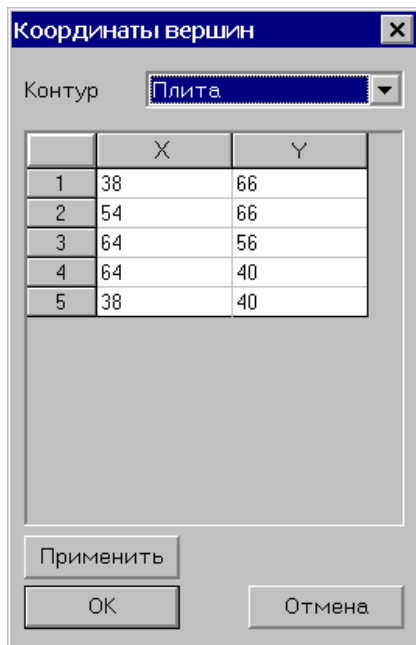 Координаты вершин
Контур Плита
X Y
1 38 66
2 54 66
3 64 56
4 64 40
5 38 40
Применить
OK Отмена